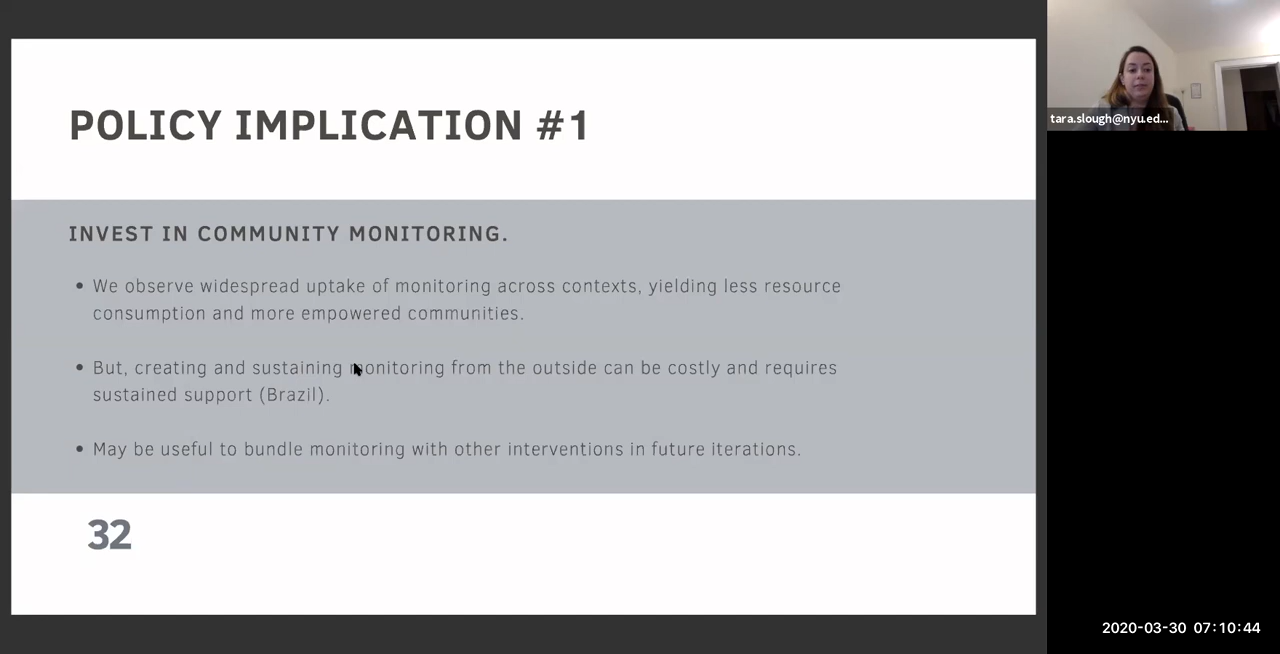 POLICY IMPLICATION #1
INVEST IN COMMUNITY MONITORING.
• We observe widespread uptake of monitoring across contexts, yielding less resource
consumption and more empowered communities.
• But, creating and sustaining monitoring from the outside can be costly and requires
sustained support (Brazil).
• May be useful to bundle monitoring with other interventions in future iterations.
32
tara.slough@nyu.ed...
2020-03-30 07:10:44